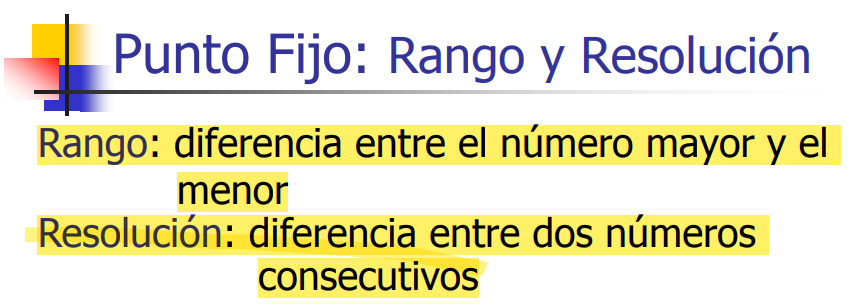 Punto Fijo: Rango y Resolución
Rango: diferencia entre el número mayor y el
menor
Resolución: diferencia entre dos números
consecutivos